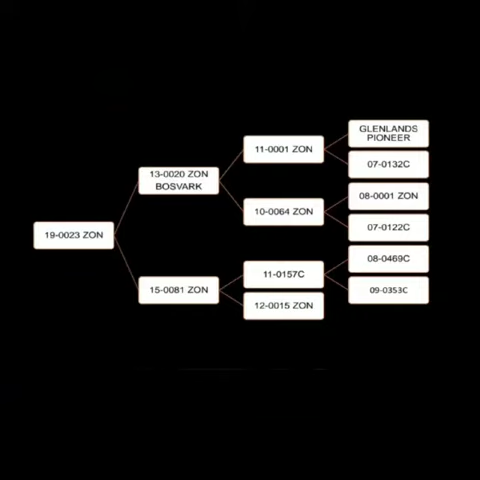 GLENLANDS
PIONEER
11-0001 ZON
07-0132C
13-0020 ZON
BOSVARK
08-0001 ZON
10-0064 ZON
07-0122C
19-0023 ZON
08-0469C
11-0157C
15-0081 ZON
09-0353C
12-0015 ZON